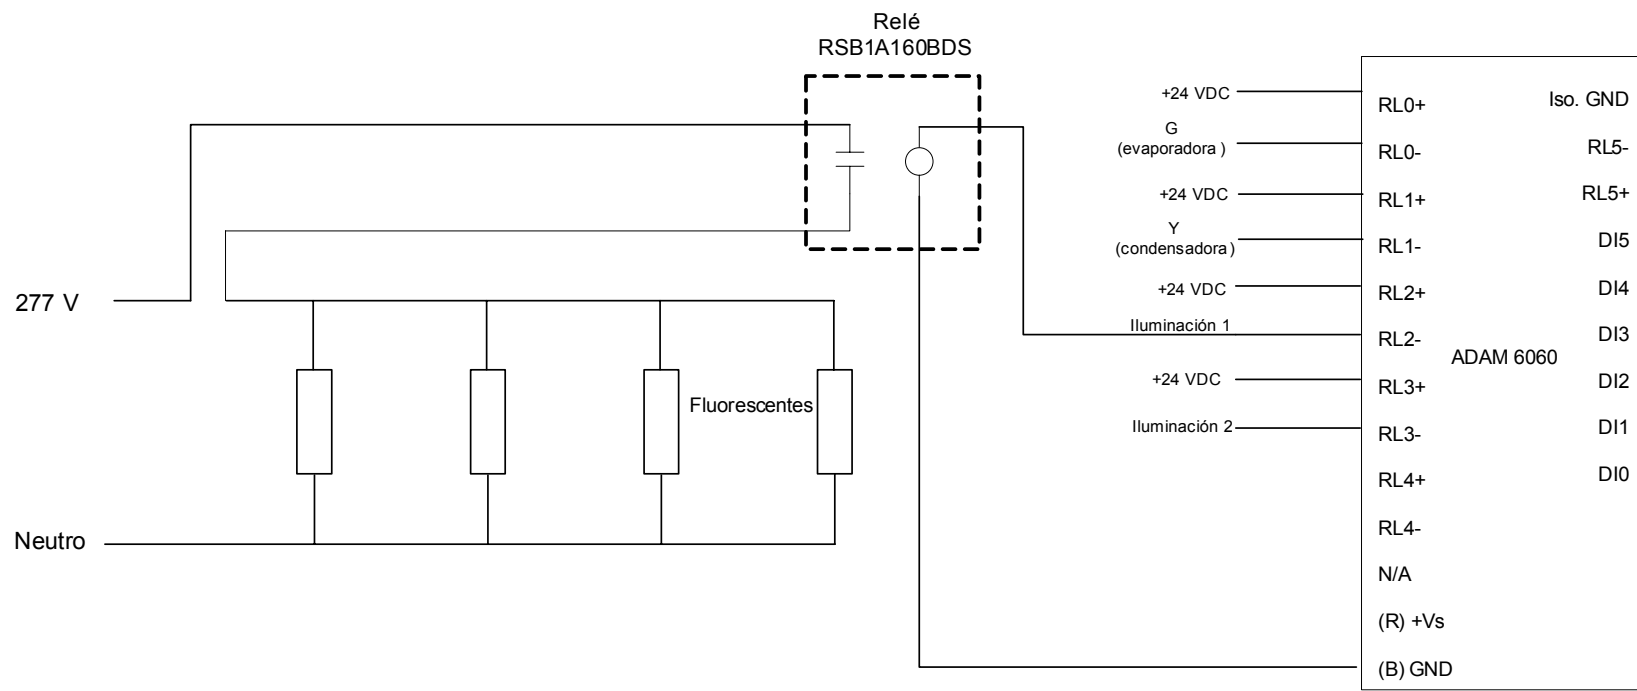 Relé
RSB1A160BDS
277 V
Neutro
Fluorescentes
+24 VDC
G
(evaporadora )
+24 VDC
Y
(condensadora )
+24 VDC
Iluminación 1
+24 VDC
Iluminación 2
RL0+
RL0-
RL1+
RL1-
RL2+
RL2-
RL3+
RL3-
RL4+
RL4-
N/A
(R) +Vs
(B) GND
ADAM 6060
Iso. GND
RL5-
RL5+
DI5
DI4
DI3
DI2
DI1
DI0